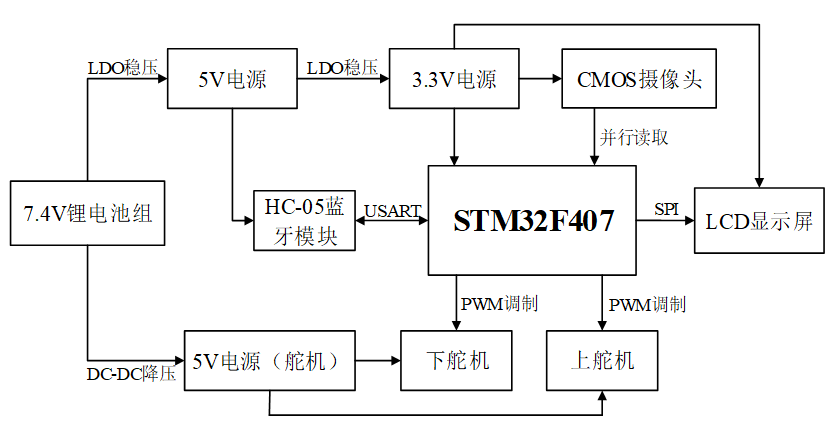 LDO稳压
5V电源
LDO稳压
3.3V电源
CMOS摄像头
并行读取
7.4V锂电池组
HC-05蓝
牙模块
USART
STM32F407
SPI
LCD显示屏
PWM调制
PWM调制
DC-DC降压
5V电源（舵机）
下舵机
上舵机